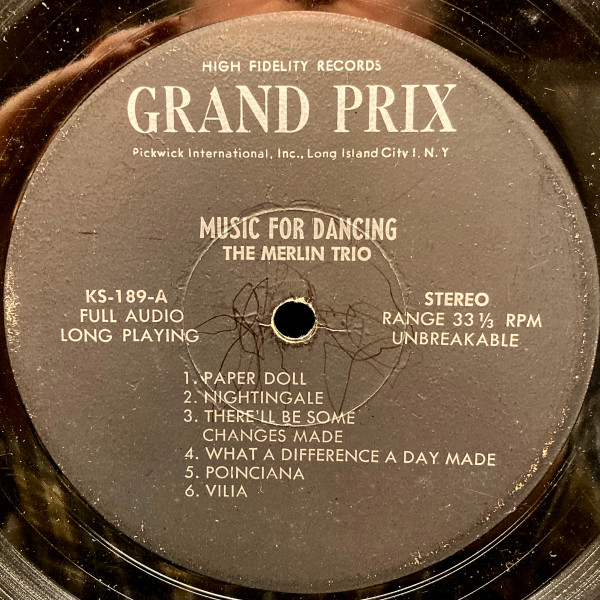 HIGH FIDELITY RECORDS
GRAND PRIX
Pickwick International, Inc., Long Island City 1, N. Y
MUSIC FOR DANCING
THE MERLIN TRIO
KS-189-A
FULL AUDIO
LONG PLAYING
STEREO
RANGE 33 1/3 RPM
UNBREAKABLE
1. PAPER DOLL
2. NIGHTINGALE
3. THERE'LL BE SOME
CHANGES MADE
4. WHAT A DIFFERENCE A DAY MADE
5. POINCIANA
6. VILIA